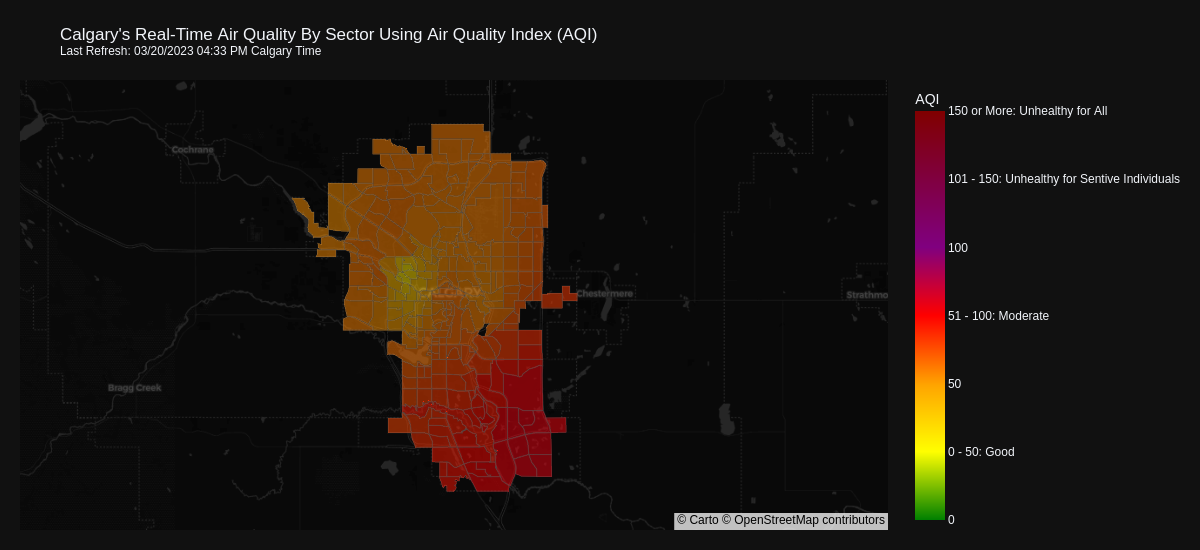 Calgary's Real-Time Air Quality By Sector Using Air Quality Index (AQI)
Last Refresh: 03/20/2023 04:33 PM Calgary Time
AQI
150 or More: Unhealthy for All
Cochrane
101 - 150: Unhealthy for Sentive Individuals
100
CALGARY
Chestermere
Strathmo
51 - 100: Moderate
50
Bragg Creek
0 - 50: Good
0
© Carto © OpenStreetMap contributors